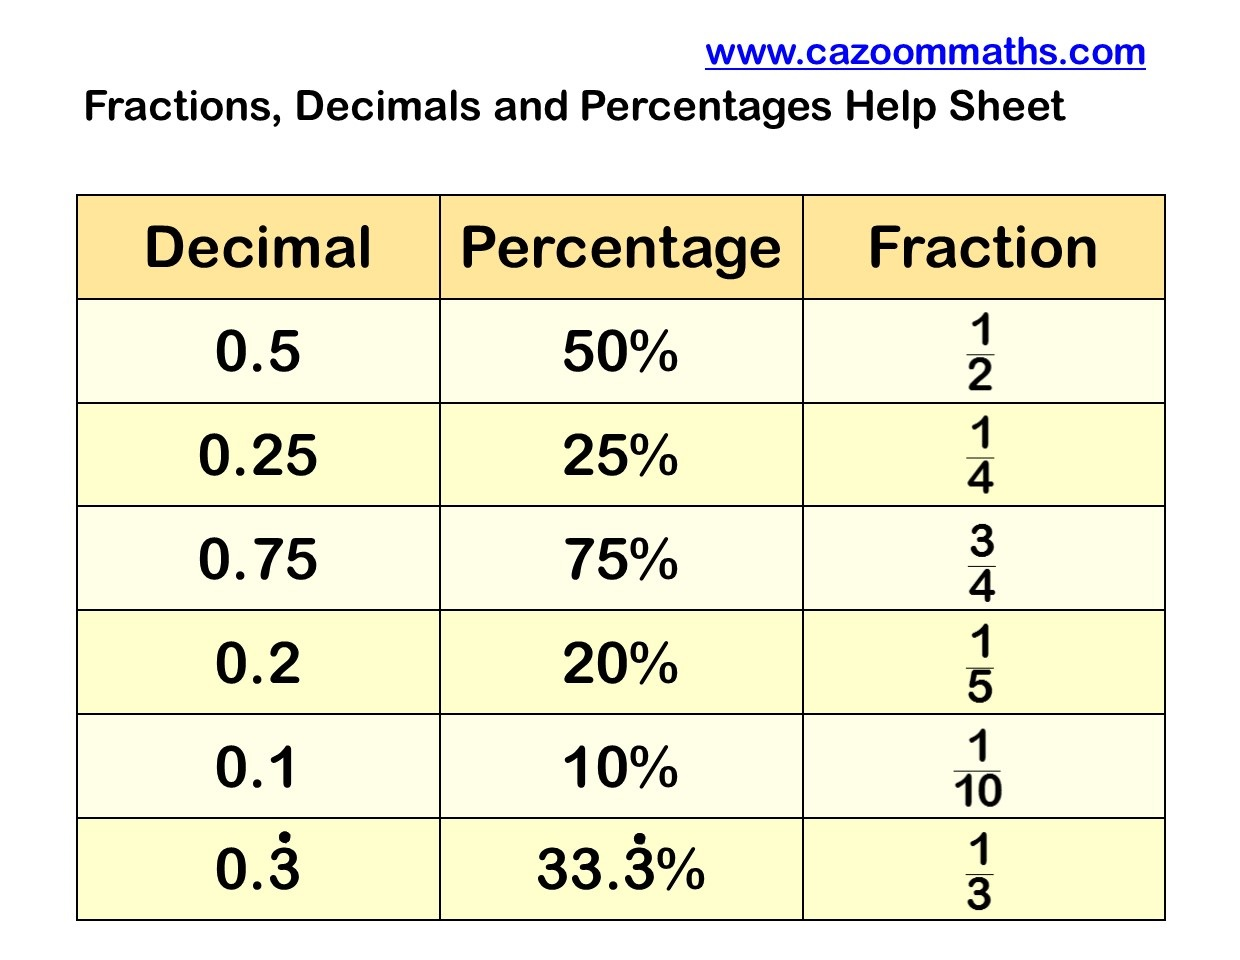 www.cazoommaths.com
Fractions, Decimals and Percentages Help Sheet
Decimal Percentage Fraction
0.5 50% 1/2
0.25 25% 1/4
0.75 75% 3/4
0.2 20% 1/5
0.1 10% 1/10
0.3̇ 33.3̇% 1/3